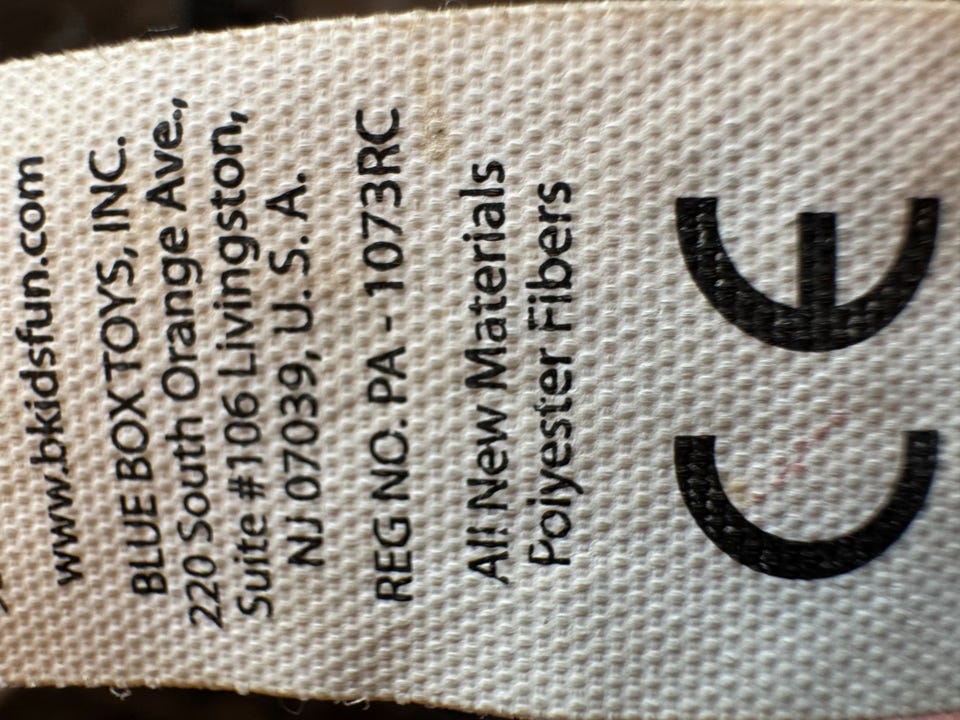 www.bkidsfun.com
BLUE BOX TOYS, INC.
220 South Orange Ave.,
Suite #106 Livingston,
NJ 07039, U. S. A.
REG NO. PA - 1073RC
All New Materials
Polyester Fibers
CE